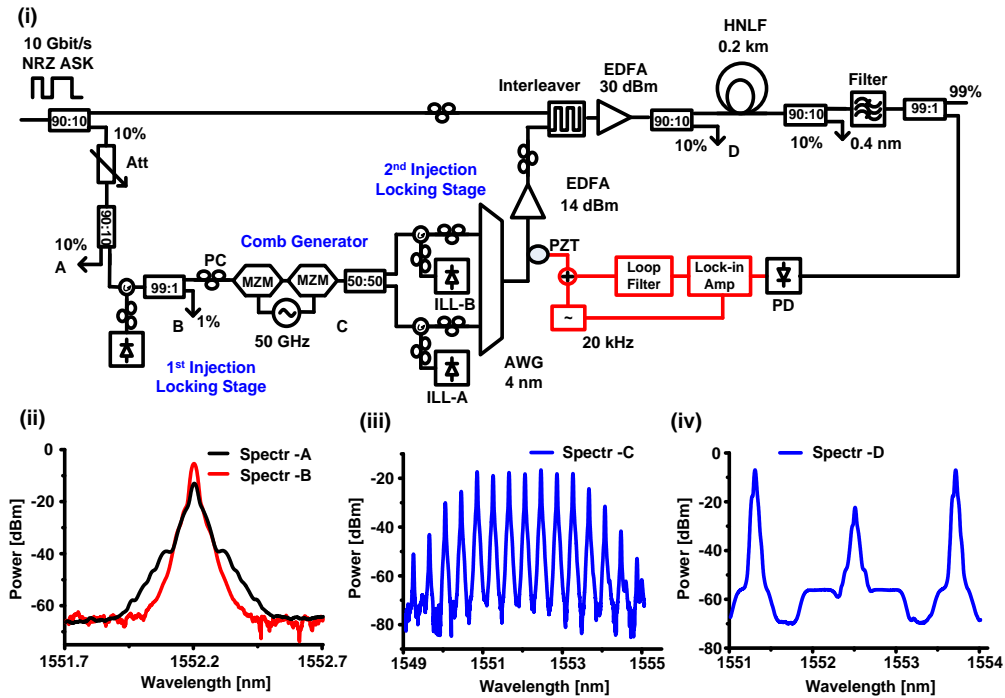 (i)
10 Gbit/s
NRZ ASK
90:10
10%
Att
90:10
10%
A
99:1
B
1%
1st Injection
Locking Stage
PC
Comb Generator
MZM
MZM
50 GHz
C
50:50
2nd Injection
Locking Stage
ILL-B
ILL-A
AWG
4 nm
EDFA
14 dBm
Interleaver
EDFA
30 dBm
90:10
10%
D
HNLF
0.2 km
90:10
10%
Filter
0.4 nm
99:1
99%
PZT
+
Loop
Filter
Lock-in
Amp
PD
~
20 kHz
(ii)
Spectr -A
Spectr -B
0
-20
-40
-60
Power [dBm]
1551.7
1552.2
1552.7
Wavelength [nm]
(iii)
Spectr -C
0
-20
-40
-60
-80
Power [dBm]
1549
1551
1553
1555
Wavelength [nm]
(iv)
Spectr -D
0
-20
-40
-60
-80
Power [dBm]
1551
1552
1553
1554
Wavelength [nm]